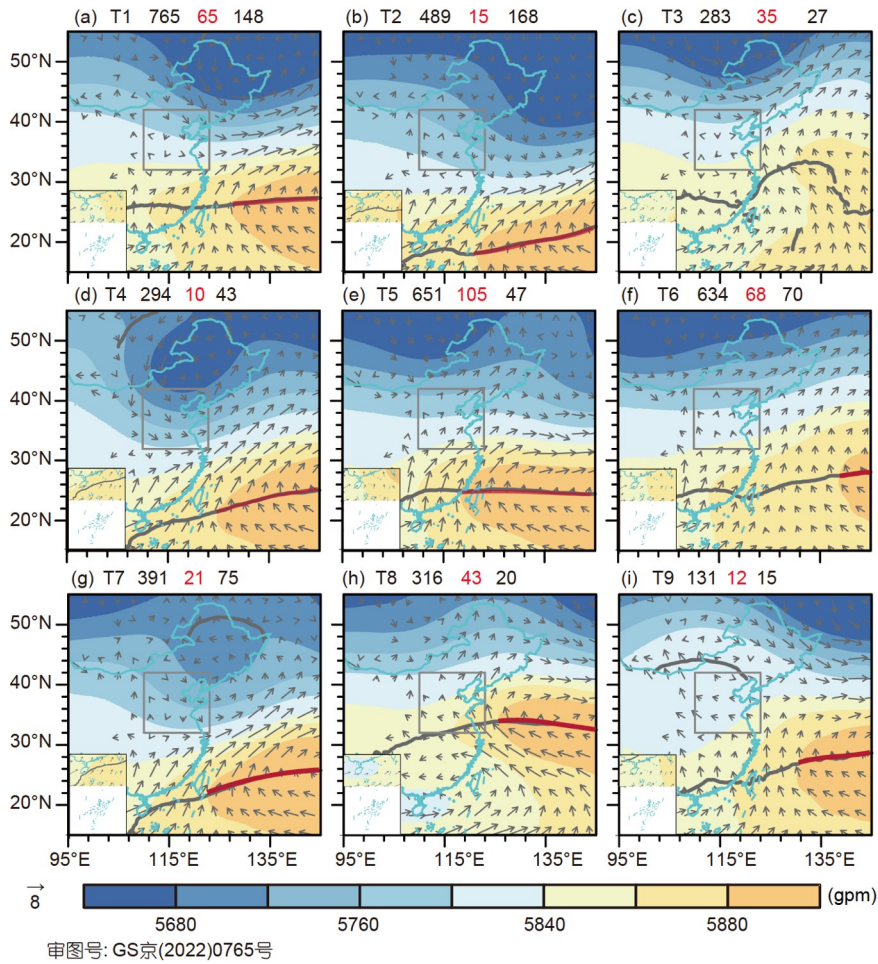 (a) T1 765 65 148
(b) T2 489 15 168
(c) T3 283 35 27
50°N
40°N
30°N
20°N
(d) T4 294 10 43
(e) T5 651 105 47
(f) T6 634 68 70
50°N
40°N
30°N
20°N
(g) T7 391 21 75
(h) T8 316 43 20
(i) T9 131 12 15
50°N
40°N
30°N
20°N
95°E 115°E 135°E 95°E 115°E 135°E 95°E 115°E 135°E
8
5680 5760 5840 5880 (gpm)
审图号: GS京(2022)0765号